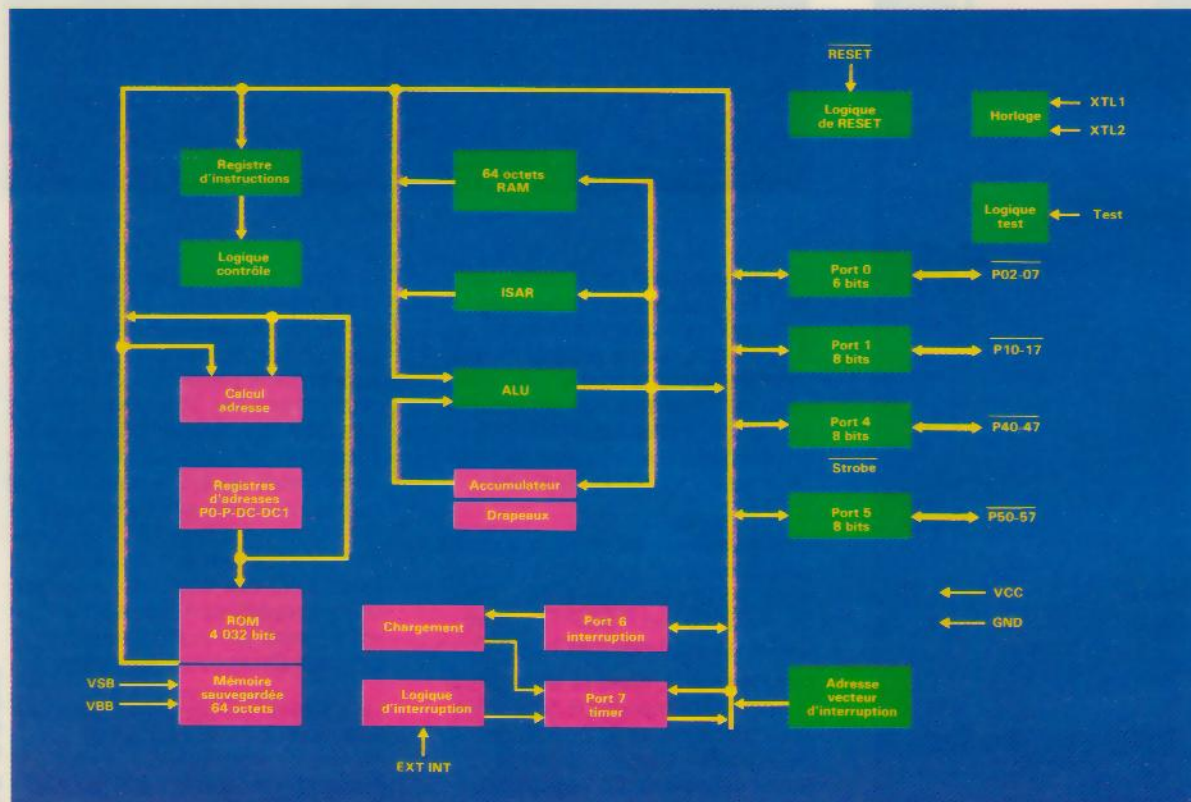 RESET
Logique
de RESET
Horloge
XTL1
XTL2
Registre
d'instructions
64 octets
RAM
Logique
test
Test
Logique
contrôle
ISAR
Port 0
6 bits
P02-07
Port 1
8 bits
P10-17
Calcul
adresse
ALU
Port 4
8 bits
P40-47
Strobe
Registres
d'adresses
P0-P-DC-DC1
Accumulateur
Drapeaux
Port 5
8 bits
P50-57
ROM
4 032 bits
Chargement
Port 6
interruption
VCC
GND
VSB
VBB
Mémoire
sauvegardée
64 octets
Logique
d'interruption
Port 7
timer
Adresse
vecteur
d'interruption
EXT INT